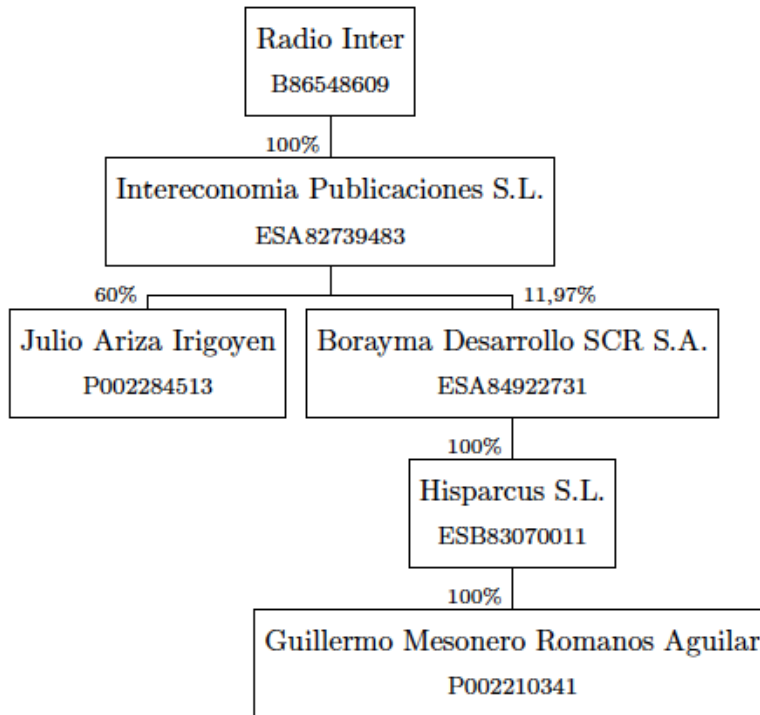 Radio Inter
B86548609
100%
Intereconomia Publicaciones S.L.
ESA82739483
60%
11,97%
Julio Ariza Irigoyen
P002284513
Borayma Desarrollo SCR S.A.
ESA84922731
100%
Hisparcus S.L.
ESB83070011
100%
Guillermo Mesonero Romanos Aguilar
P002210341